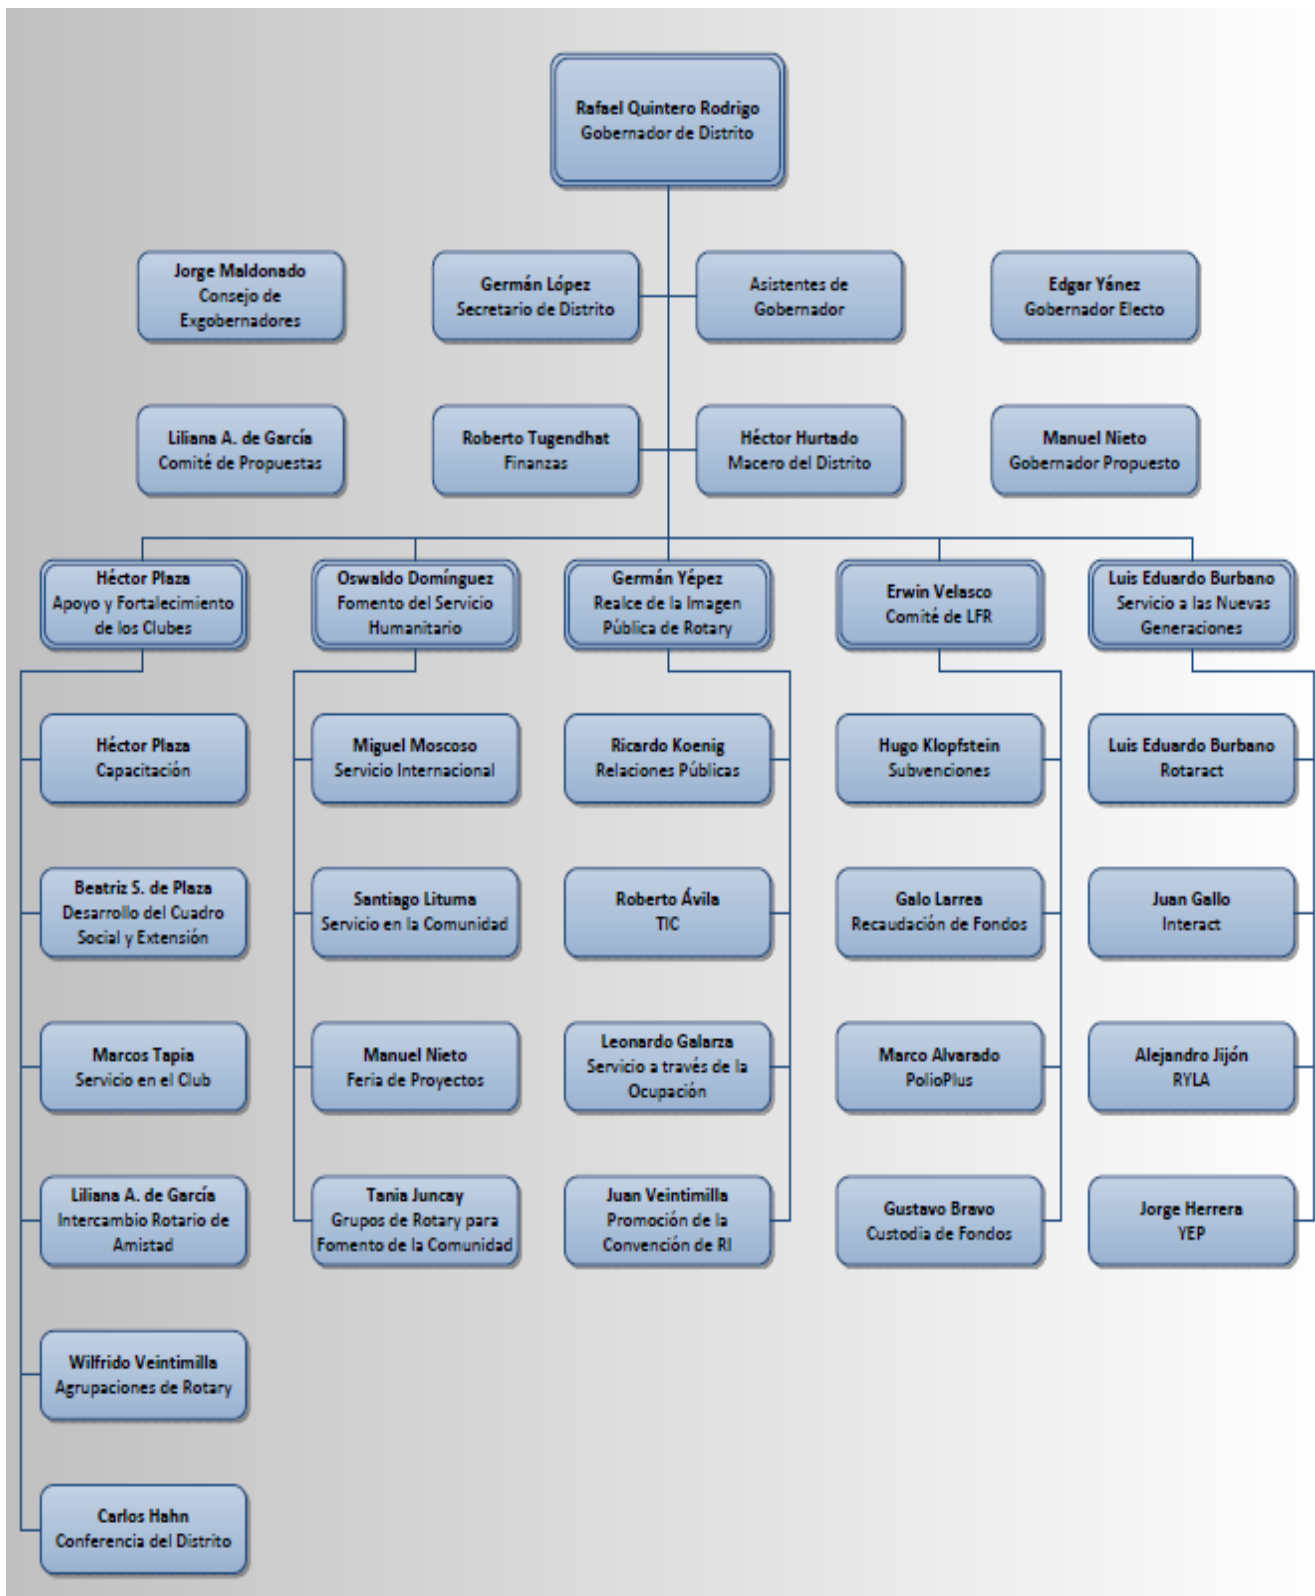 Rafael Quintero Rodrigo
Gobernador de Distrito
Jorge Maldonado
Consejo de
Exgobernadores
Germán López
Secretario de Distrito
Asistentes de
Gobernador
Edgar Yánez
Gobernador Electo
Liliana A. de García
Comité de Propuestas
Roberto Tugendhat
Finanzas
Héctor Hurtado
Macero del Distrito
Manuel Nieto
Gobernador Propuesto
Héctor Plaza
Apoyo y Fortalecimiento
de los Clubes
Oswaldo Domínguez
Fomento del Servicio
Humanitario
Germán Yépez
Realce de la Imagen
Pública de Rotary
Erwin Velasco
Comité de LFR
Luis Eduardo Burbano
Servicio a las Nuevas
Generaciones
Héctor Plaza
Capacitación
Miguel Moscoso
Servicio Internacional
Ricardo Koenig
Relaciones Públicas
Hugo Klopfstein
Subvenciones
Luis Eduardo Burbano
Rotaract
Beatriz S. de Plaza
Desarrollo del Cuadro
Social y Extensión
Santiago Lituma
Servicio en la Comunidad
Roberto Ávila
TIC
Galo Larrea
Recaudación de Fondos
Juan Gallo
Interact
Marcos Tapia
Servicio en el Club
Manuel Nieto
Feria de Proyectos
Leonardo Galarza
Servicio a través de la
Ocupación
Marco Alvarado
PolioPlus
Alejandro Jijón
RYLA
Liliana A. de García
Intercambio Rotario de
Amistad
Tania Juncay
Grupos de Rotary para
Fomento de la Comunidad
Juan Veintimilla
Promoción de la
Convención de RI
Gustavo Bravo
Custodia de Fondos
Jorge Herrera
YEP
Wilfrido Veintimilla
Agrupaciones de Rotary
Carlos Hahn
Conferencia del Distrito